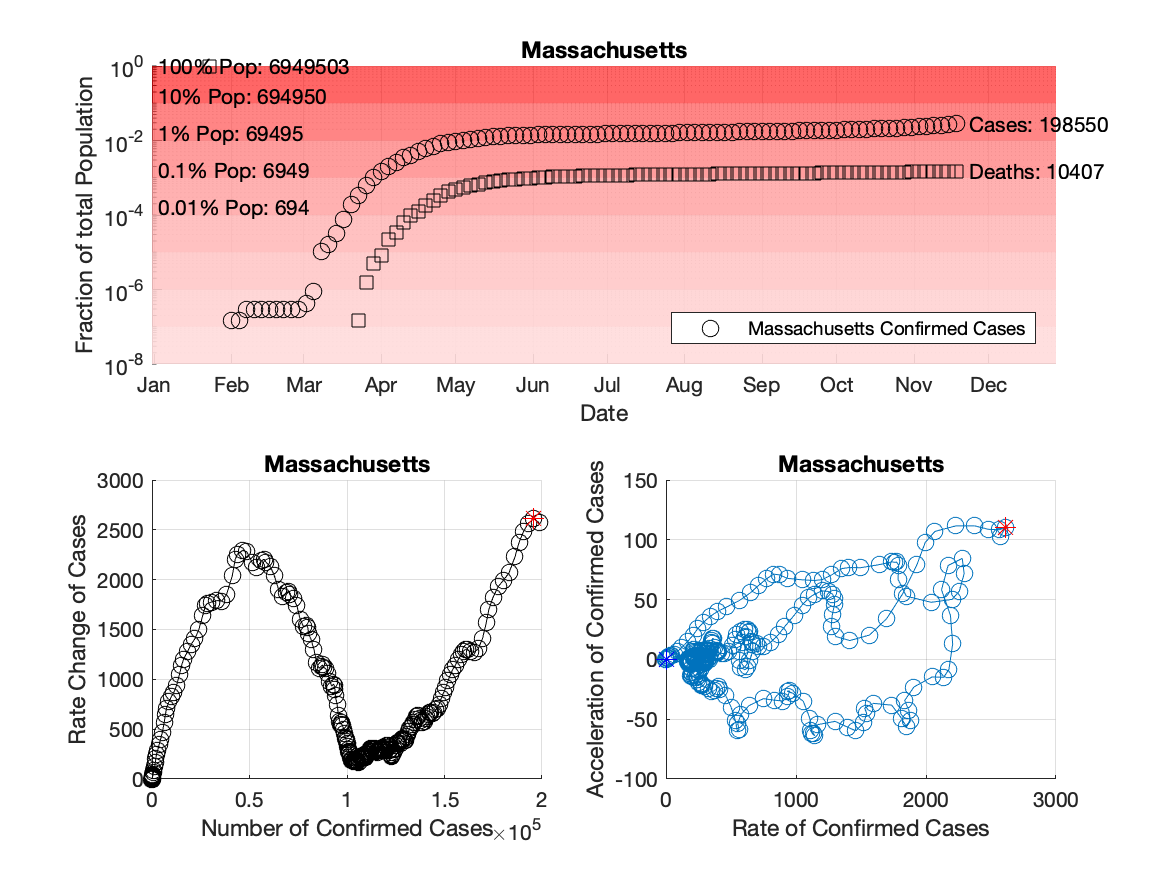 Massachusetts
10^0
10^-2
10^-4
10^-6
10^-8
Fraction of total Population
100% Pop: 6949503
10% Pop: 694950
1% Pop: 69495
0.1% Pop: 6949
0.01% Pop: 694
Cases: 198550
Deaths: 10407
Massachusetts Confirmed Cases
Jan Feb Mar Apr May Jun Jul Aug Sep Oct Nov Dec
Date
Massachusetts
3000
2500
2000
1500
1000
500
0
Rate Change of Cases
0 0.5 1 1.5 2
Number of Confirmed Cases
×10^5
Massachusetts
150
100
50
0
-50
-100
Acceleration of Confirmed Cases
0 1000 2000 3000
Rate of Confirmed Cases